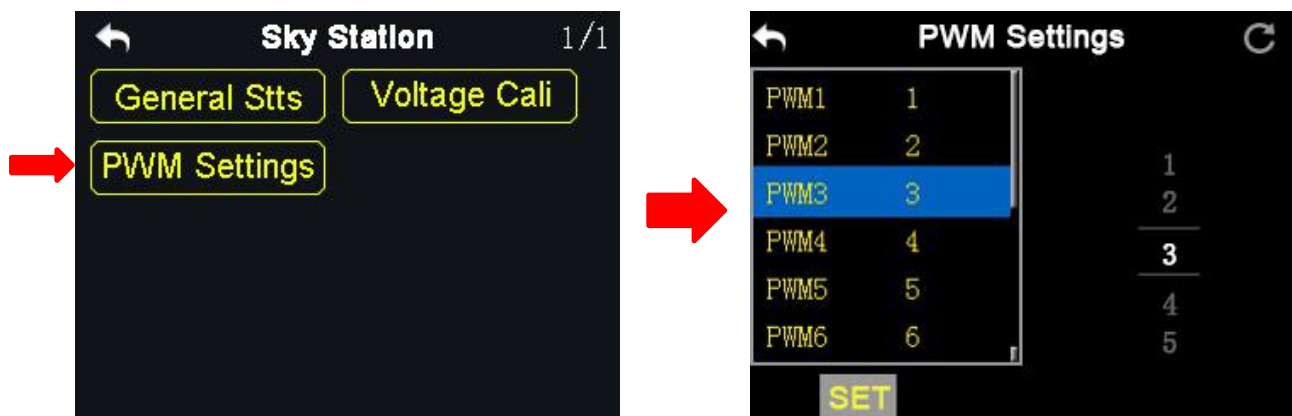 Sky Station 1/1
General Stts Voltage Cali
PWM Settings
PWM Settings
PWM1 1
PWM2 2
PWM3 3
PWM4 4
PWM5 5
PWM6 6
1
2
3
4
5
SET